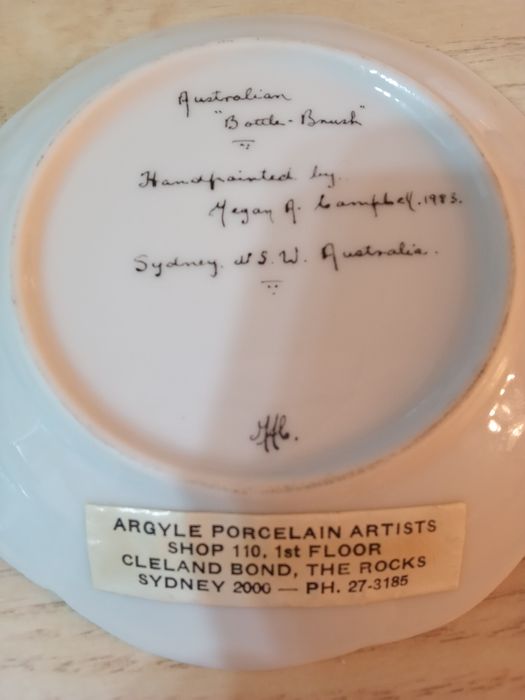 Australian
"Bottle-Brush"
Handpainted by.
Megan A. Campbell. 1983.
Sydney. N.S.W. Australia.
ARGYLE PORCELAIN ARTISTS
SHOP 110, 1st FLOOR
CLELAND BOND, THE ROCKS
SYDNEY 2000 — PH. 27-3185